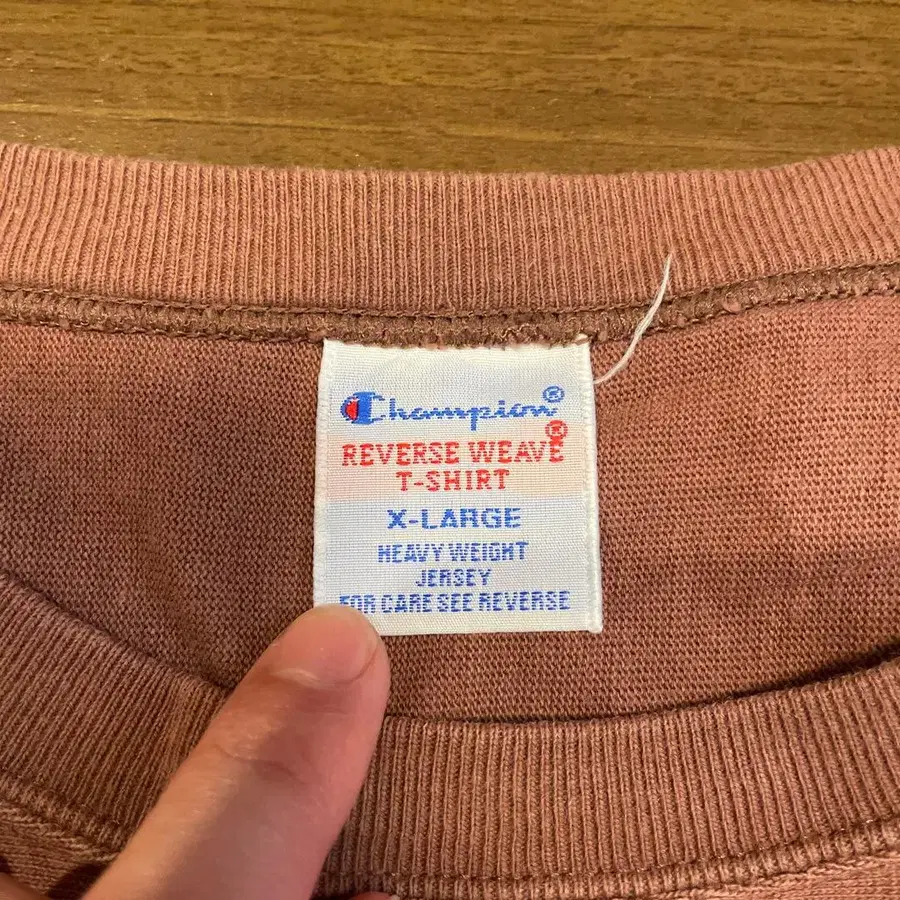 Champion®
REVERSE WEAVE®
T-SHIRT
X-LARGE
HEAVY WEIGHT
JERSEY
FOR CARE SEE REVERSE